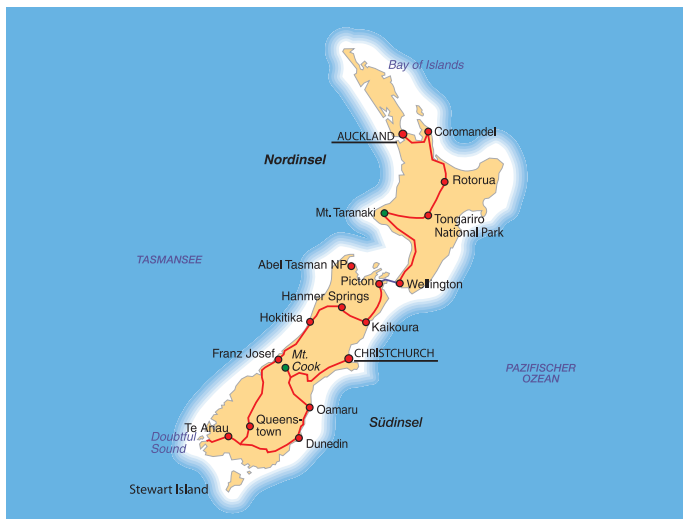 Bay of Islands
AUCKLAND
Coromandel
Nordinsel
Rotorua
Mt. Taranaki
Tongariro
National Park
TASMANSEE
Abel Tasman NP
Picton
Wellington
Hanmer Springs
Hokitika
Kaikoura
Franz Josef
Mt.
Cook
CHRISTCHURCH
PAZIFISCHER
OZEAN
Oamaru
Südinsel
Queens-
town
Te Anau
Doubtful
Sound
Dunedin
Stewart Island